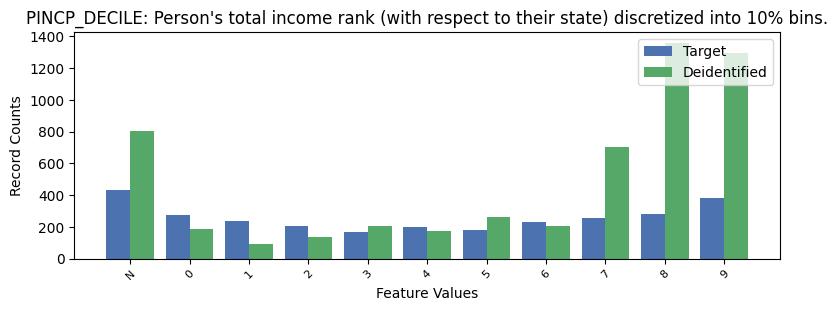 PINCP_DECILE: Person's total income rank (with respect to their state) discretized into 10% bins.
1400
1200
1000
800
600
400
200
0
Record Counts
Target
Deidentified
N 0 1 2 3 4 5 6 7 8 9
Feature Values